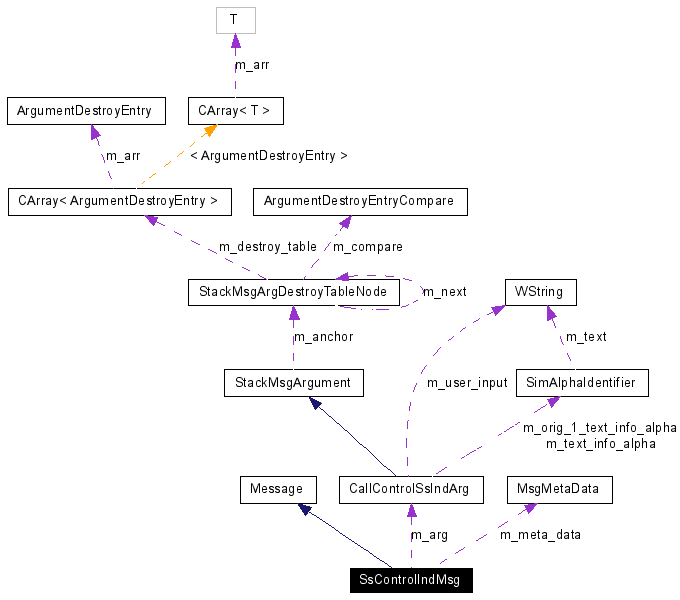 T
m_arr
ArgumentDestroyEntry
CArray< T >
m_arr
< ArgumentDestroyEntry >
CArray< ArgumentDestroyEntry >
ArgumentDestroyEntryCompare
m_destroy_table
m_compare
StackMsgArgDestroyTableNode
m_next
WString
m_anchor
m_text
StackMsgArgument
m_user_input
SimAlphaIdentifier
m_orig_1_text_info_alpha
m_text_info_alpha
Message
CallControlSsIndArg
MsgMetaData
m_arg
m_meta_data
SsControlIndMsg